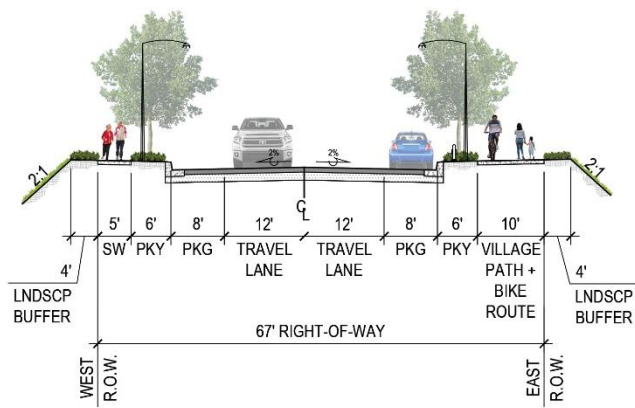 2:1
2%
2%
2:1
C
L
5' 6' 8' 12' 12' 8' 6' 10'
SW PKY PKG TRAVEL LANE TRAVEL LANE PKG PKY VILLAGE PATH + BIKE ROUTE
4'
LNDSCP
BUFFER
4'
LNDSCP
BUFFER
67' RIGHT-OF-WAY
WEST
R.O.W.
EAST
R.O.W.